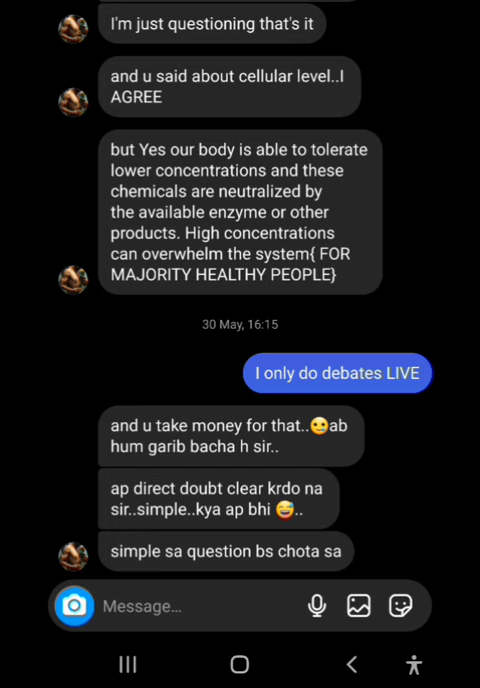 I'm just questioning that's it
and u said about cellular level..I
AGREE
but Yes our body is able to tolerate
lower concentrations and these
chemicals are neutralized by
the available enzyme or other
products. High concentrations
can overwhelm the system{ FOR
MAJORITY HEALTHY PEOPLE}
30 May, 16:15
I only do debates LIVE
and u take money for that..🥲ab
hum garib bacha h sir..
ap direct doubt clear krdo na
sir..simple..kya ap bhi 😅..
simple sa question bs chota sa
Message...